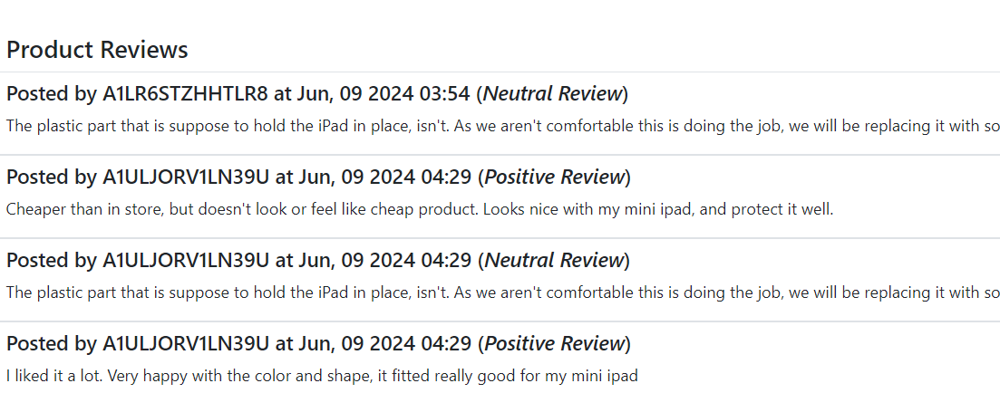 Product Reviews
Posted by A1LR6STZHHTLR8 at Jun, 09 2024 03:54 (Neutral Review)
The plastic part that is suppose to hold the iPad in place, isn't. As we aren't comfortable this is doing the job, we will be replacing it with so
Posted by A1ULJORV1LN39U at Jun, 09 2024 04:29 (Positive Review)
Cheaper than in store, but doesn't look or feel like cheap product. Looks nice with my mini ipad, and protect it well.
Posted by A1ULJORV1LN39U at Jun, 09 2024 04:29 (Neutral Review)
The plastic part that is suppose to hold the iPad in place, isn't. As we aren't comfortable this is doing the job, we will be replacing it with so
Posted by A1ULJORV1LN39U at Jun, 09 2024 04:29 (Positive Review)
I liked it a lot. Very happy with the color and shape, it fitted really good for my mini ipad